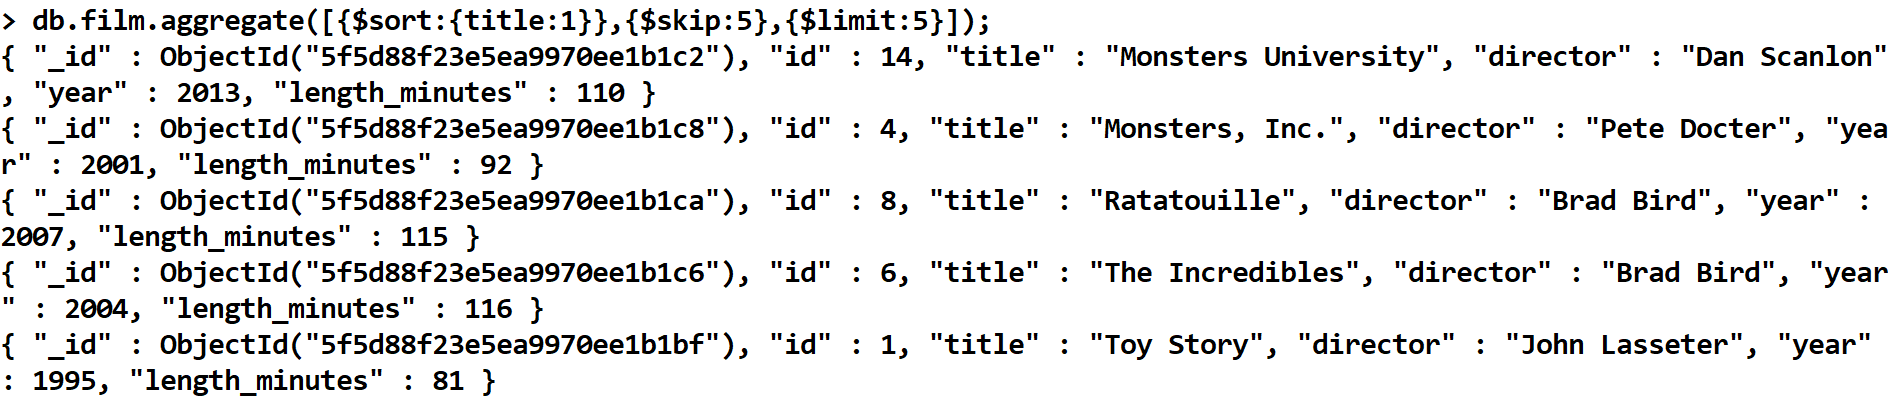 > db.film.aggregate([{$sort:{title:1}},{$skip:5},{$limit:5}]);
{ "_id" : ObjectId("5f5d88f23e5ea9970ee1b1c2"), "id" : 14, "title" : "Monsters University", "director" : "Dan Scanlon"
, "year" : 2013, "length_minutes" : 110 }
{ "_id" : ObjectId("5f5d88f23e5ea9970ee1b1c8"), "id" : 4, "title" : "Monsters, Inc.", "director" : "Pete Docter", "yea
r" : 2001, "length_minutes" : 92 }
{ "_id" : ObjectId("5f5d88f23e5ea9970ee1b1ca"), "id" : 8, "title" : "Ratatouille", "director" : "Brad Bird", "year" :
2007, "length_minutes" : 115 }
{ "_id" : ObjectId("5f5d88f23e5ea9970ee1b1c6"), "id" : 6, "title" : "The Incredibles", "director" : "Brad Bird", "year
" : 2004, "length_minutes" : 116 }
{ "_id" : ObjectId("5f5d88f23e5ea9970ee1b1bf"), "id" : 1, "title" : "Toy Story", "director" : "John Lasseter", "year"
: 1995, "length_minutes" : 81 }